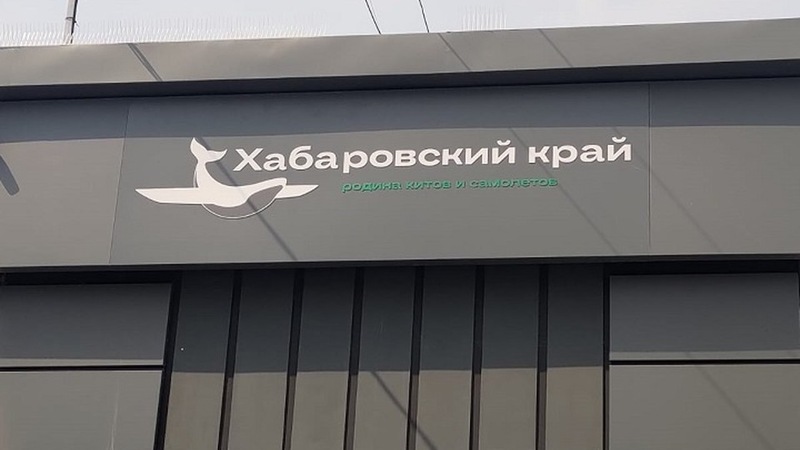 Хабаровский край
родина китов и самолетов